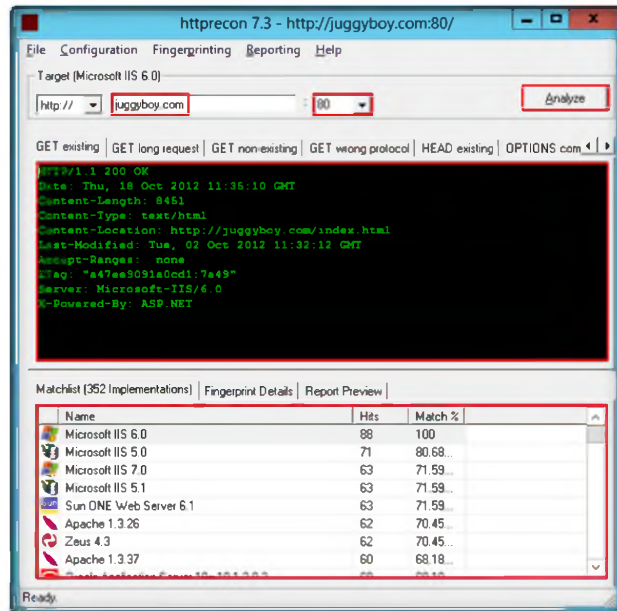 httprecon 7.3 - http://juggyboy.com:80/
File Configuration Fingerprinting Reporting Help
Target (Microsoft IIS 6.0)
http:// juggyboy.com : 80 Analyze
GET existing GET long request GET non-existing GET wrong protocol HEAD existing OPTIONS com
HTTP/1.1 200 OK
Date: Thu, 18 Oct 2012 11:35:10 GMT
Content-Length: 8451
Content-Type: text/html
Content-Location: http://juggyboy.com/index.html
Last-Modified: Tue, 02 Oct 2012 11:32:12 GMT
Accept-Ranges: none
ETag: "a47ee9091a0cd1:7a49"
Server: Microsoft-IIS/6.0
X-Powered-By: ASP.NET
Matchlist (352 Implementations) Fingerprint Details Report Preview
Name Hits Match %
Microsoft IIS 6.0 88 100
Microsoft IIS 5.0 71 80.68...
Microsoft IIS 7.0 63 71.59...
Microsoft IIS 5.1 63 71.59...
Sun ONE Web Server 6.1 63 71.59...
Apache 1.3.26 62 70.45...
Zeus 4.3 62 70.45...
Apache 1.3.37 60 68.18...
Ready.